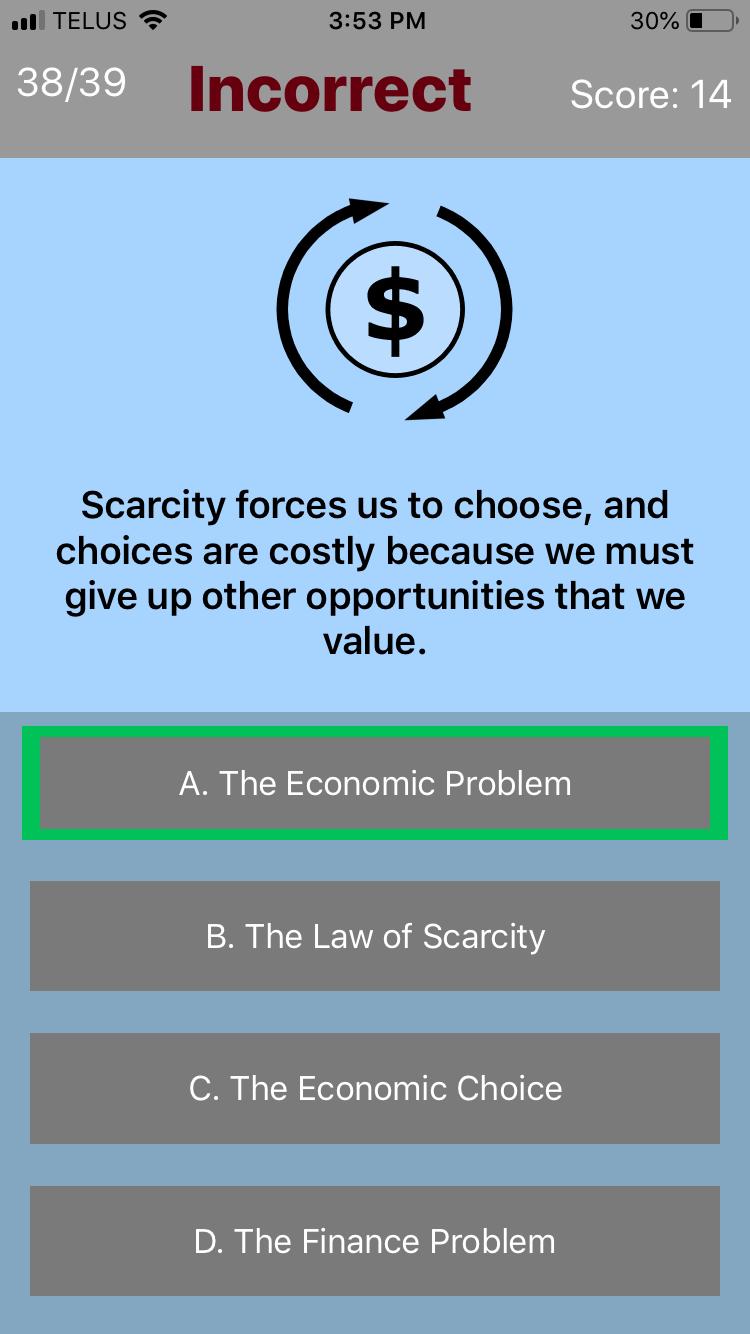 TELUS 3:53 PM 30%
38/39 Incorrect Score: 14
$
Scarcity forces us to choose, and
choices are costly because we must
give up other opportunities that we
value.
A. The Economic Problem
B. The Law of Scarcity
C. The Economic Choice
D. The Finance Problem